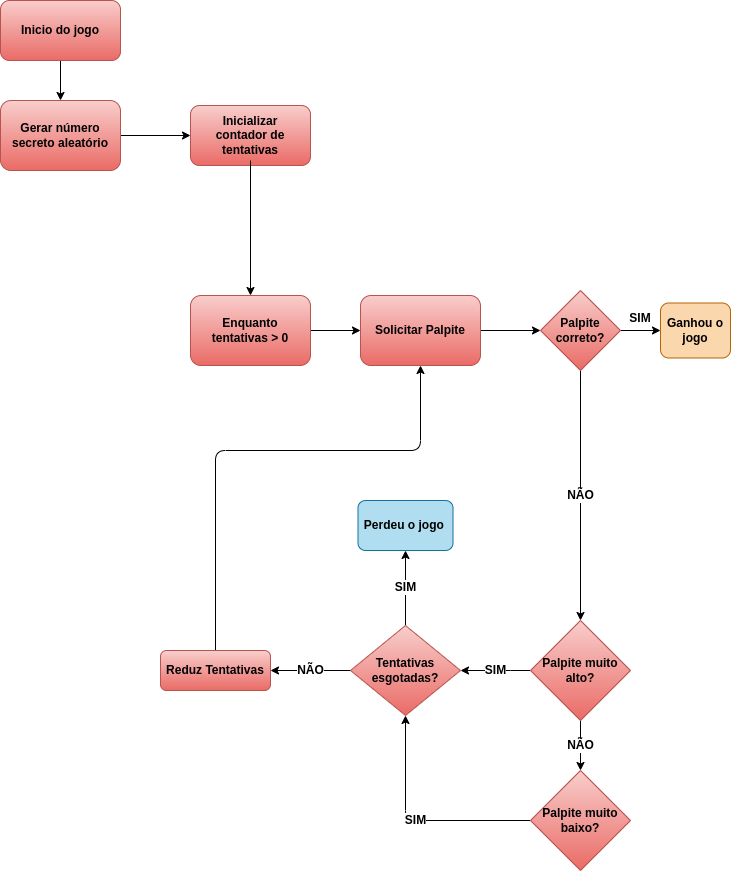 Inicio do jogo
Gerar número
secreto aleatório
Inicializar
contador de
tentativas
Enquanto
tentativas > 0
Solicitar Palpite
Palpite
correto?
SIM
Ganhou o
jogo
NÃO
Perdeu o jogo
SIM
Reduz Tentativas
NÃO
Tentativas
esgotadas?
SIM
Palpite muito
alto?
NÃO
SIM
Palpite muito
baixo?